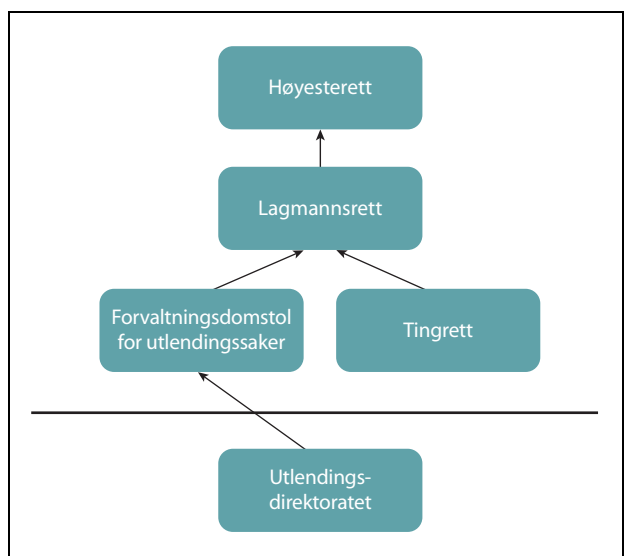 Høyesterett
Lagmannsrett
Forvaltningsdomstol
for utlendingssaker
Tingrett
Utlendings-
direktoratet